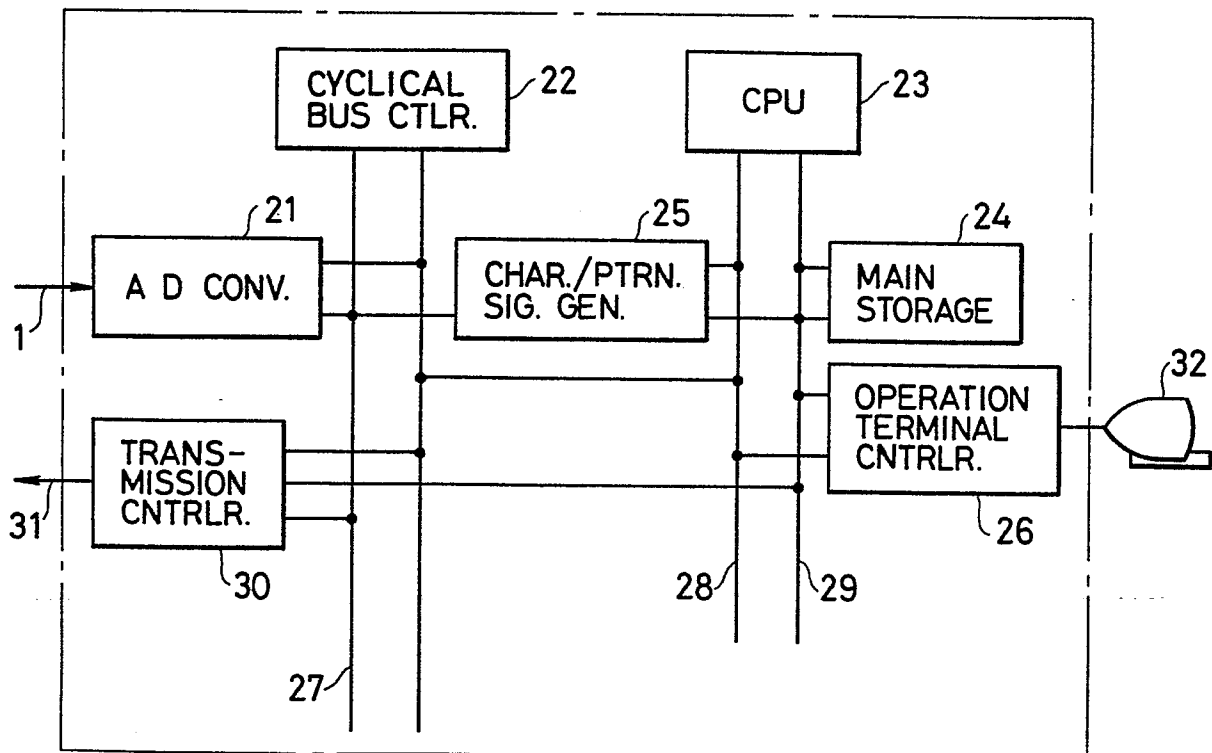 CYCLICAL
BUS CTLR.
22
CPU
23
21
A D CONV.
1
25
CHAR./PTRN.
SIG. GEN.
24
MAIN
STORAGE
32
OPERATION
TERMINAL
CNTRLR.
26
TRANS-
MISSION
CNTRLR.
31
30
28
29
27